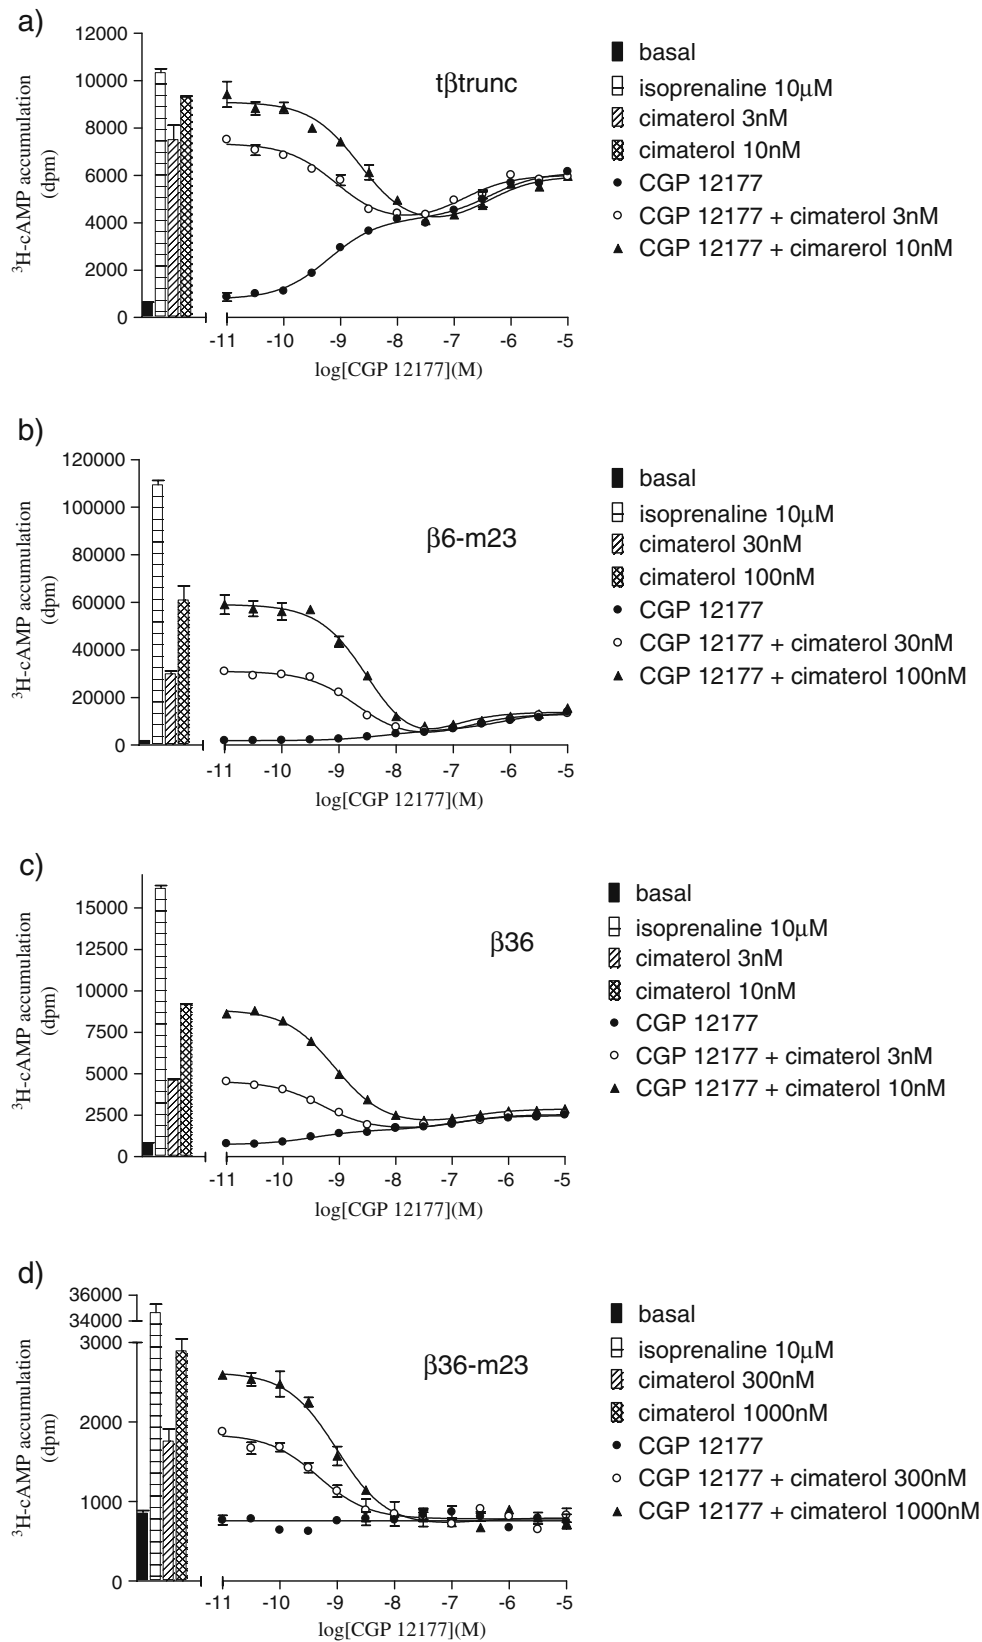 a)
12000
10000
8000
6000
4000
2000
0
³H-cAMP accumulation
(dpm)
tβtrunc
-11 -10 -9 -8 -7 -6 -5
log[CGP 12177](M)
basal
isoprenaline 10μM
cimaterol 3nM
cimaterol 10nM
CGP 12177
CGP 12177 + cimaterol 3nM
CGP 12177 + cimarerol 10nM
b)
120000
100000
80000
60000
40000
20000
0
³H-cAMP accumulation
(dpm)
β6-m23
-11 -10 -9 -8 -7 -6 -5
log[CGP 12177](M)
basal
isoprenaline 10μM
cimaterol 30nM
cimaterol 100nM
CGP 12177
CGP 12177 + cimaterol 30nM
CGP 12177 + cimaterol 100nM
c)
15000
12500
10000
7500
5000
2500
0
³H-cAMP accumulation
(dpm)
β36
-11 -10 -9 -8 -7 -6 -5
log[CGP 12177](M)
basal
isoprenaline 10μM
cimaterol 3nM
cimaterol 10nM
CGP 12177
CGP 12177 + cimaterol 3nM
CGP 12177 + cimaterol 10nM
d)
36000
34000
3000
2000
1000
0
³H-cAMP accumulation
(dpm)
β36-m23
-11 -10 -9 -8 -7 -6 -5
log[CGP 12177](M)
basal
isoprenaline 10μM
cimaterol 300nM
cimaterol 1000nM
CGP 12177
CGP 12177 + cimaterol 300nM
CGP 12177 + cimaterol 1000nM